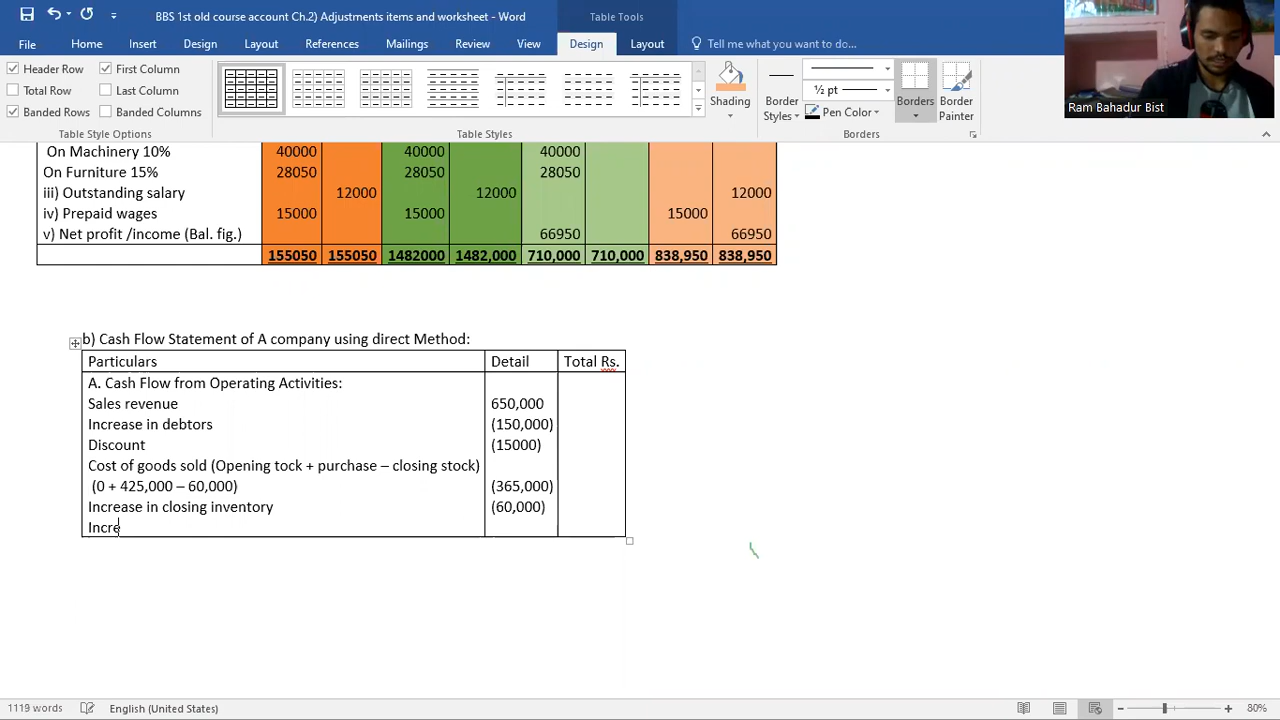 BBS 1st old course account Ch.2) Adjustments items and worksheet - Word
Table Tools
File Home Insert Design Layout References Mailings Review View Design Layout Tell me what you want to do...
Header Row First Column
Total Row Last Column
Banded Rows Banded Columns
Shading
Border Styles
½ pt
Pen Color
Borders
Border Painter
Table Style Options
Table Styles
Borders
Ram Bahadur Bist
On Machinery 10% 40000 40000 40000
On Furniture 15% 28050 28050 28050
iii) Outstanding salary 12000 12000 12000
iv) Prepaid wages 15000 15000 15000
v) Net profit /income (Bal. fig.) 66950 66950
155050 155050 1482000 1482,000 710,000 710,000 838,950 838,950
b) Cash Flow Statement of A company using direct Method:
Particulars Detail Total Rs.
A. Cash Flow from Operating Activities:
Sales revenue 650,000
Increase in debtors (150,000)
Discount (15000)
Cost of goods sold (Opening tock + purchase – closing stock)
(0 + 425,000 – 60,000) (365,000)
Increase in closing inventory (60,000)
Incre
1119 words English (United States) 80%